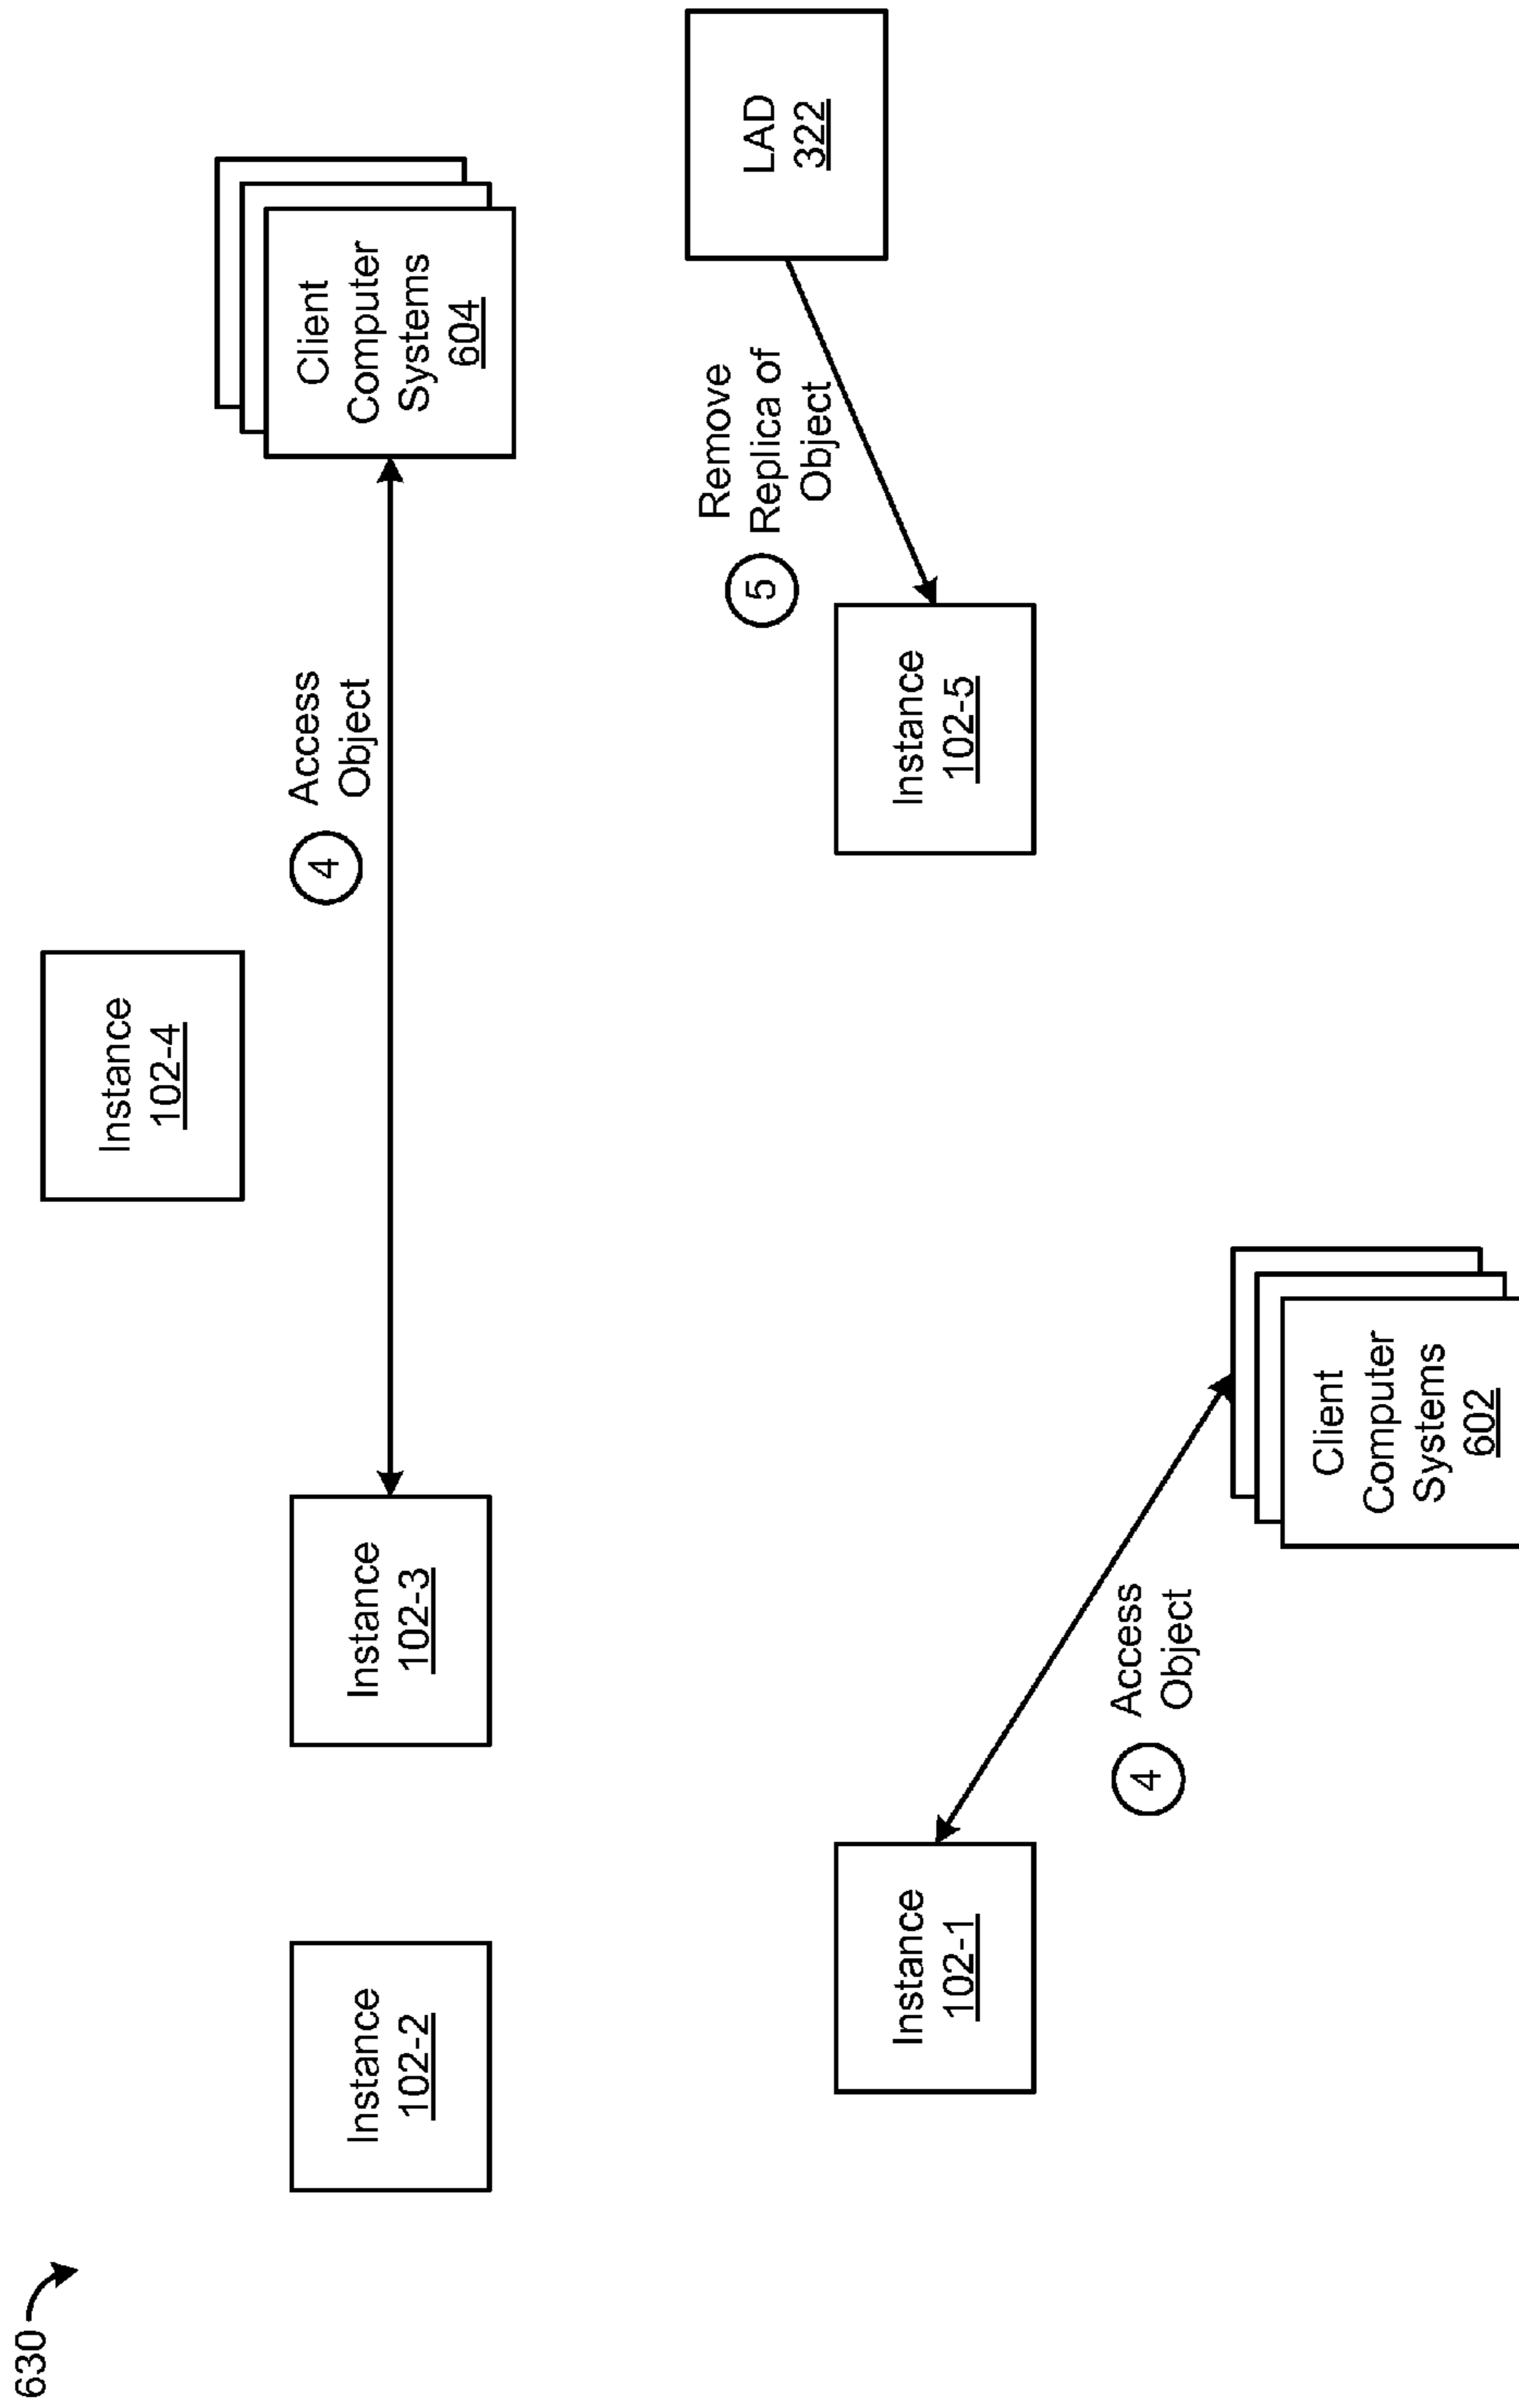 630
Instance
102-4
Instance
102-2
Instance
102-3
4
Access
Object
Client
Computer
Systems
604
Instance
102-1
4
Access
Object
Client
Computer
Systems
602
Instance
102-5
5
Remove
Replica of
Object
LAD
322